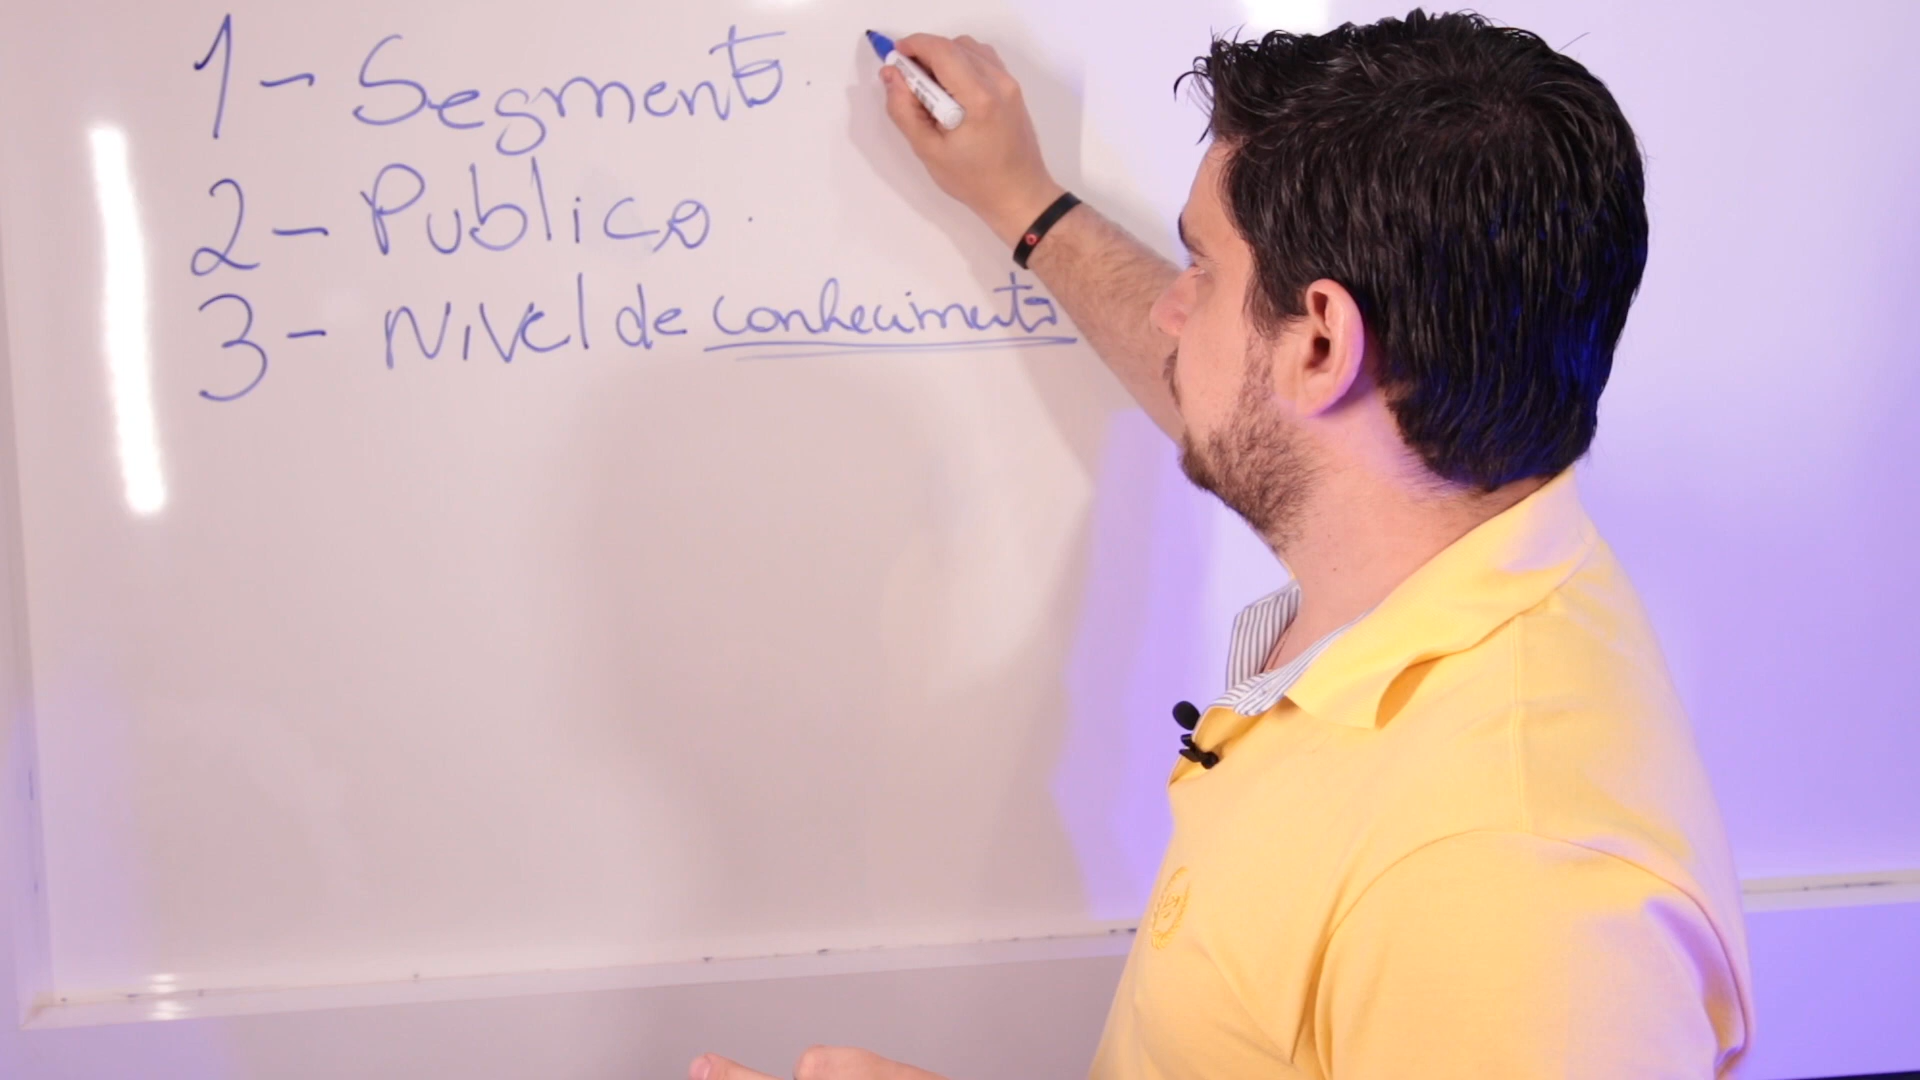 1 - Segmento.
2 - Publico.
3 - Nivel de conhecimento